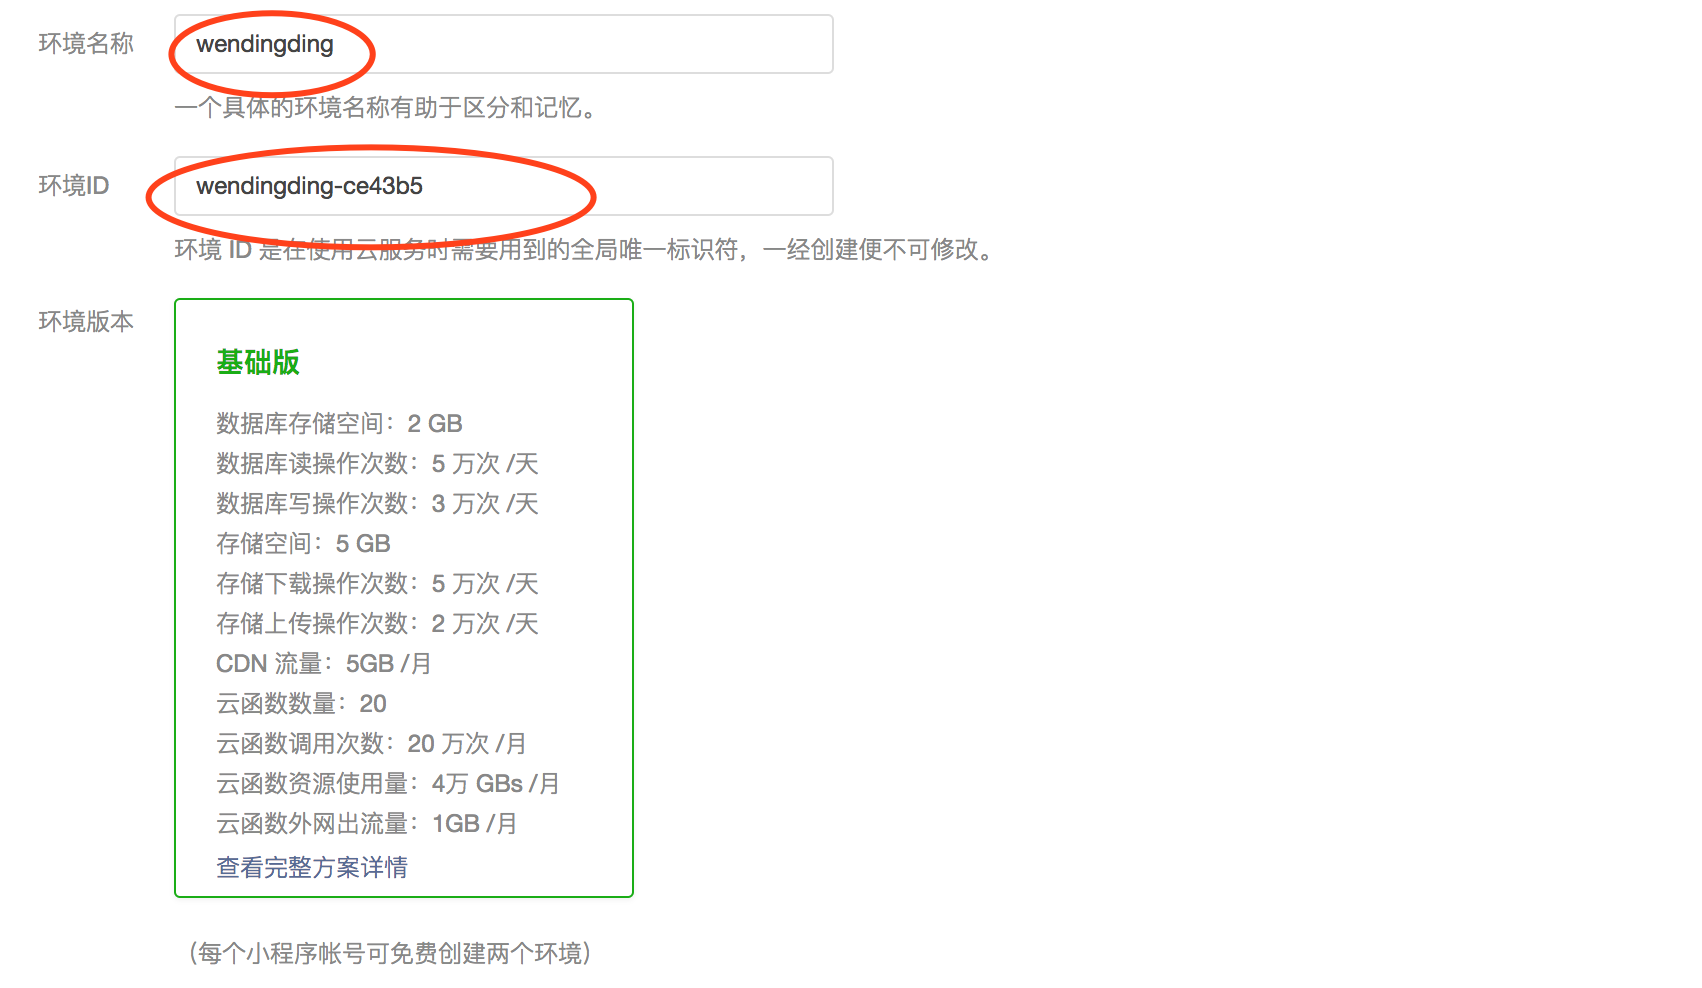 环境名称
wendingding
一个具体的环境名称有助于区分和记忆。
环境ID
wendingding-ce43b5
环境 ID 是在使用云服务时需要用到的全局唯一标识符，一经创建便不可修改。
环境版本
基础版
数据库存储空间：2 GB
数据库读操作次数：5 万次 /天
数据库写操作次数：3 万次 /天
存储空间：5 GB
存储下载操作次数：5 万次 /天
存储上传操作次数：2 万次 /天
CDN 流量：5GB /月
云函数数量：20
云函数调用次数：20 万次 /月
云函数资源使用量：4万 GBs /月
云函数外网出流量：1GB /月
查看完整方案详情
（每个小程序帐号可免费创建两个环境）